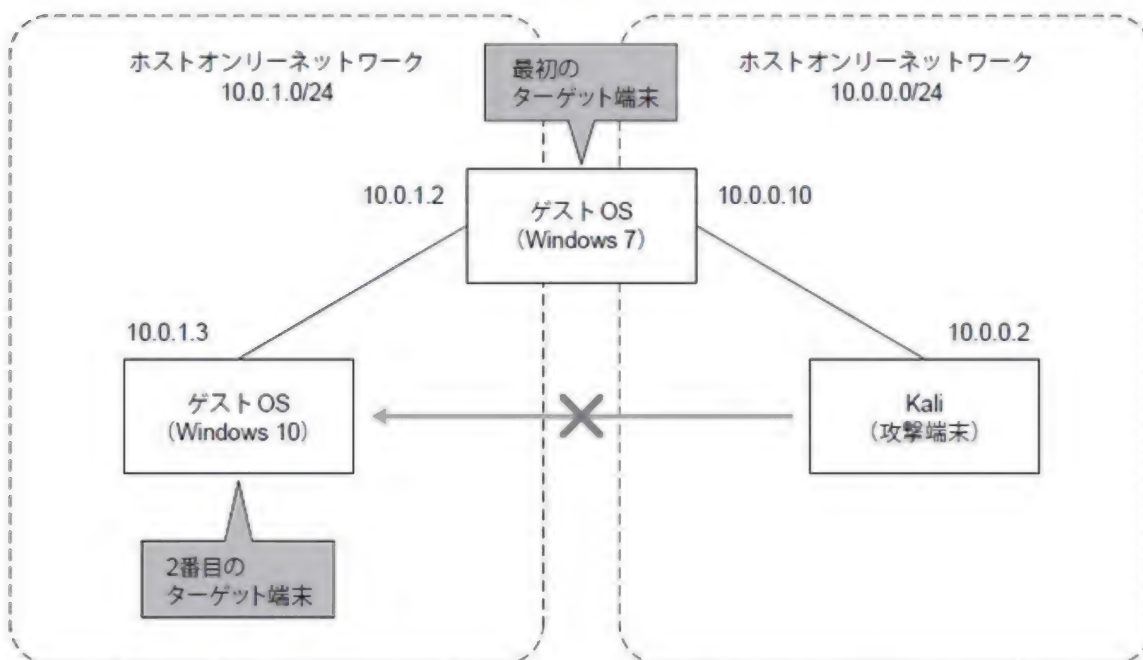 ホストオンリーネットワーク
10.0.1.0/24
最初の
ターゲット端末
ホストオンリーネットワーク
10.0.0.0/24
10.0.1.2
ゲストOS
（Windows 7）
10.0.0.10
10.0.1.3
ゲストOS
（Windows 10）
10.0.0.2
Kali
（攻撃端末）
2番目の
ターゲット端末